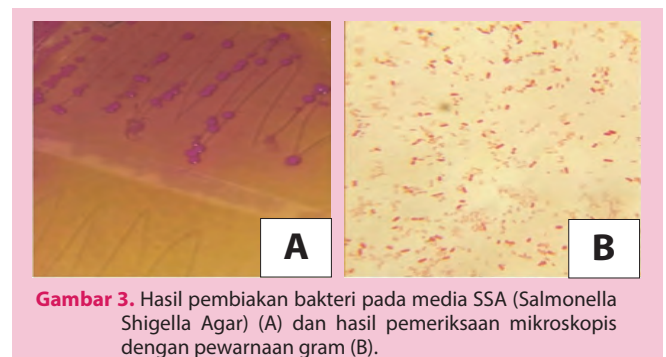 A
B
Gambar 3. Hasil pembiakan bakteri pada media SSA (Salmonella
Shigella Agar) (A) dan hasil pemeriksaan mikroskopis
dengan pewarnaan gram (B).